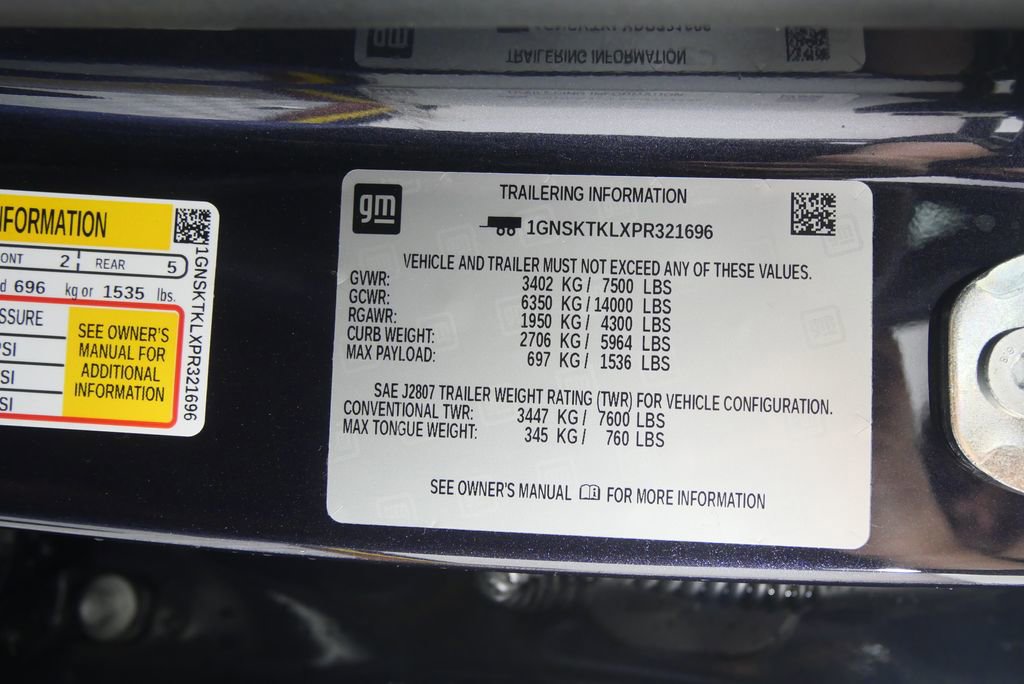 TRAILERING INFORMATION
gm
TRAILERING INFORMATION
1GNSKTKLXPR321696
VEHICLE AND TRAILER MUST NOT EXCEED ANY OF THESE VALUES.
GVWR: 3402 KG / 7500 LBS
GCWR: 6350 KG / 14000 LBS
RGAWR: 1950 KG / 4300 LBS
CURB WEIGHT: 2706 KG / 5964 LBS
MAX PAYLOAD: 697 KG / 1536 LBS
SAE J2807 TRAILER WEIGHT RATING (TWR) FOR VEHICLE CONFIGURATION.
CONVENTIONAL TWR: 3447 KG / 7600 LBS
MAX TONGUE WEIGHT: 345 KG / 760 LBS
SEE OWNER'S MANUAL FOR MORE INFORMATION
NFORMATION
ONT 2 REAR 5
d 696 kg or 1535 lbs.
SSURE
PSI
SI
SI
SEE OWNER'S
MANUAL FOR
ADDITIONAL
INFORMATION
1GNSKTKLXPR321696